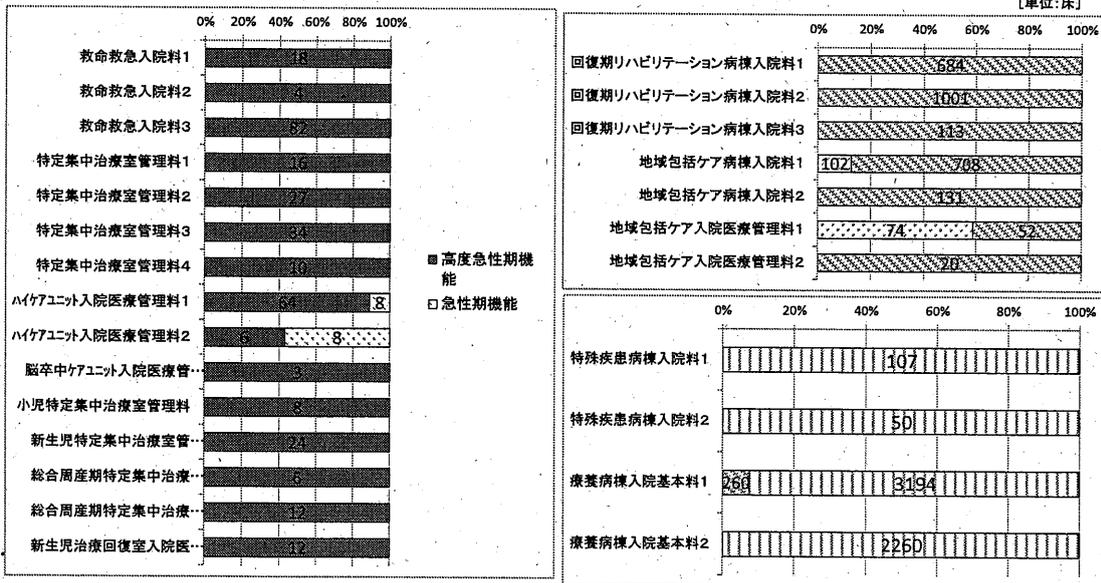 [単位:床]
0% 20% 40% 60% 80% 100%
救命救急入院料1 18
救命救急入院料2 4
救命救急入院料3 82
特定集中治療室管理料1 16
特定集中治療室管理料2 27
特定集中治療室管理料3 34
特定集中治療室管理料4 10
ハイケアユニット入院医療管理料1 64 8
ハイケアユニット入院医療管理料2 6 8
脳卒中ケアユニット入院医療管… 3
小児特定集中治療室管理料 8
新生児特定集中治療室管… 24
総合周産期特定集中治療… 6
総合周産期特定集中治療… 12
新生児治療回復室入院医… 12
高度急性期機
能
急性期機能
0% 20% 40% 60% 80% 100%
回復期リハビリテーション病棟入院料1 684
回復期リハビリテーション病棟入院料2 1001
回復期リハビリテーション病棟入院料3 113
地域包括ケア病棟入院料1 102 708
地域包括ケア病棟入院料2 131
地域包括ケア入院医療管理料1 74 52
地域包括ケア入院医療管理料2 20
0% 20% 40% 60% 80% 100%
特殊疾患病棟入院料1 107
特殊疾患病棟入院料2 50
療養病棟入院基本料1 260 3194
療養病棟入院基本料2 2260